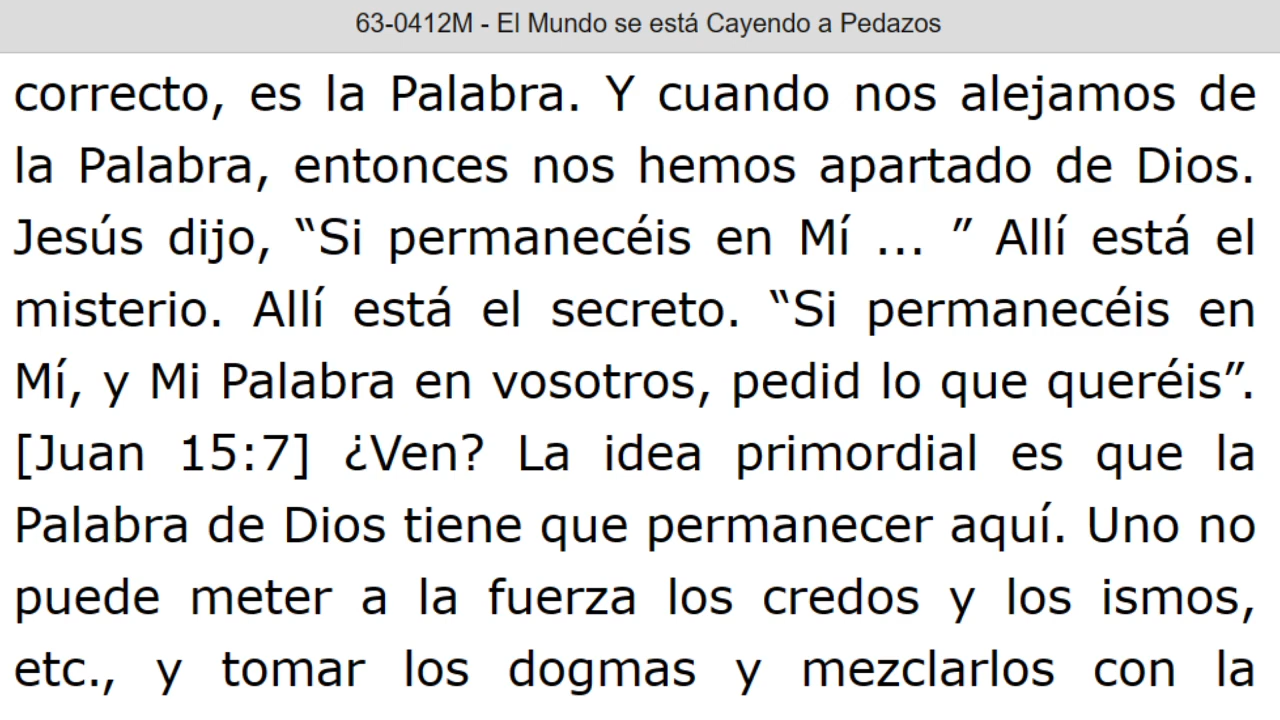 63-0412M - El Mundo se está Cayendo a Pedazos
correcto, es la Palabra. Y cuando nos alejamos de
la Palabra, entonces nos hemos apartado de Dios.
Jesús dijo, “Si permanecéis en Mí ... ” Allí está el
misterio. Allí está el secreto. “Si permanecéis en
Mí, y Mi Palabra en vosotros, pedid lo que queréis”.
[Juan 15:7] ¿Ven? La idea primordial es que la
Palabra de Dios tiene que permanecer aquí. Uno no
puede meter a la fuerza los credos y los ismos,
etc., y tomar los dogmas y mezclarlos con la